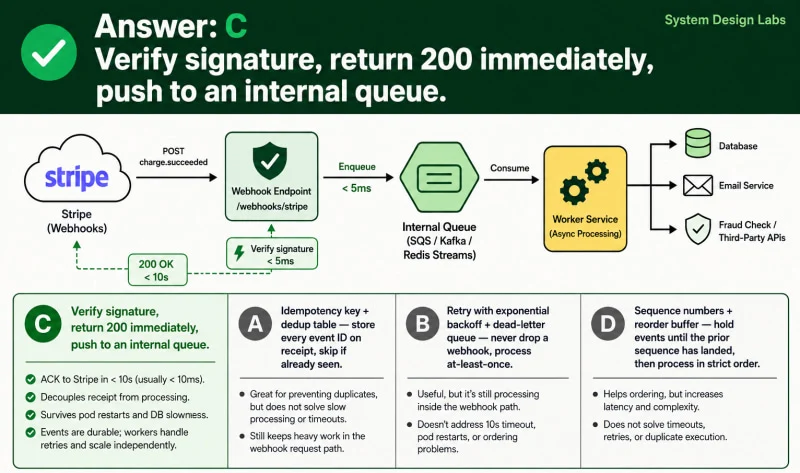 Answer: C
System Design Labs
Verify signature, return 200 immediately,
push to an internal queue.
stripe
Stripe
(Webhooks)
POST
charge.succeeded
Webhook Endpoint
/webhooks/stripe
Verify signature
< 5ms
200 OK
< 10s
Enqueue
< 5ms
Internal Queue
(SQS / Kafka /
Redis Streams)
Consume
Worker Service
(Async Processing)
Database
Email Service
Fraud Check /
Third-Party APIs
C
Verify signature,
return 200 immediately,
push to an internal queue.
ACK to Stripe in < 10s (usually < 10ms).
Decouples receipt from processing.
Survives pod restarts and DB slowness.
Events are durable; workers handle
retries and scale independently.
A
Idempotency key +
dedup table — store
every event ID on
receipt, skip if
already seen.
• Great for preventing duplicates,
but does not solve slow
processing or timeouts.
• Still keeps heavy work in the
webhook request path.
B
Retry with exponential
backoff + dead-letter
queue — never drop a
webhook, process
at-least-once.
• Useful, but it's still processing
inside the webhook path.
• Doesn't address 10s timeout,
pod restarts, or ordering
problems.
D
Sequence numbers +
reorder buffer — hold
events until the prior
sequence has landed,
then process in strict order.
• Helps ordering, but increases
latency and complexity.
• Does not solve timeouts,
retries, or duplicate execution.